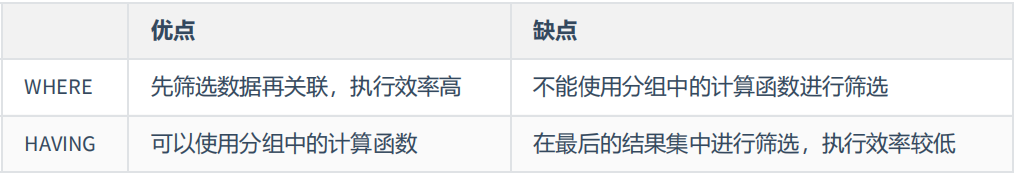 优点 缺点
WHERE 先筛选数据再关联，执行效率高 不能使用分组中的计算函数进行筛选
HAVING 可以使用分组中的计算函数 在最后的结果集中进行筛选，执行效率较低